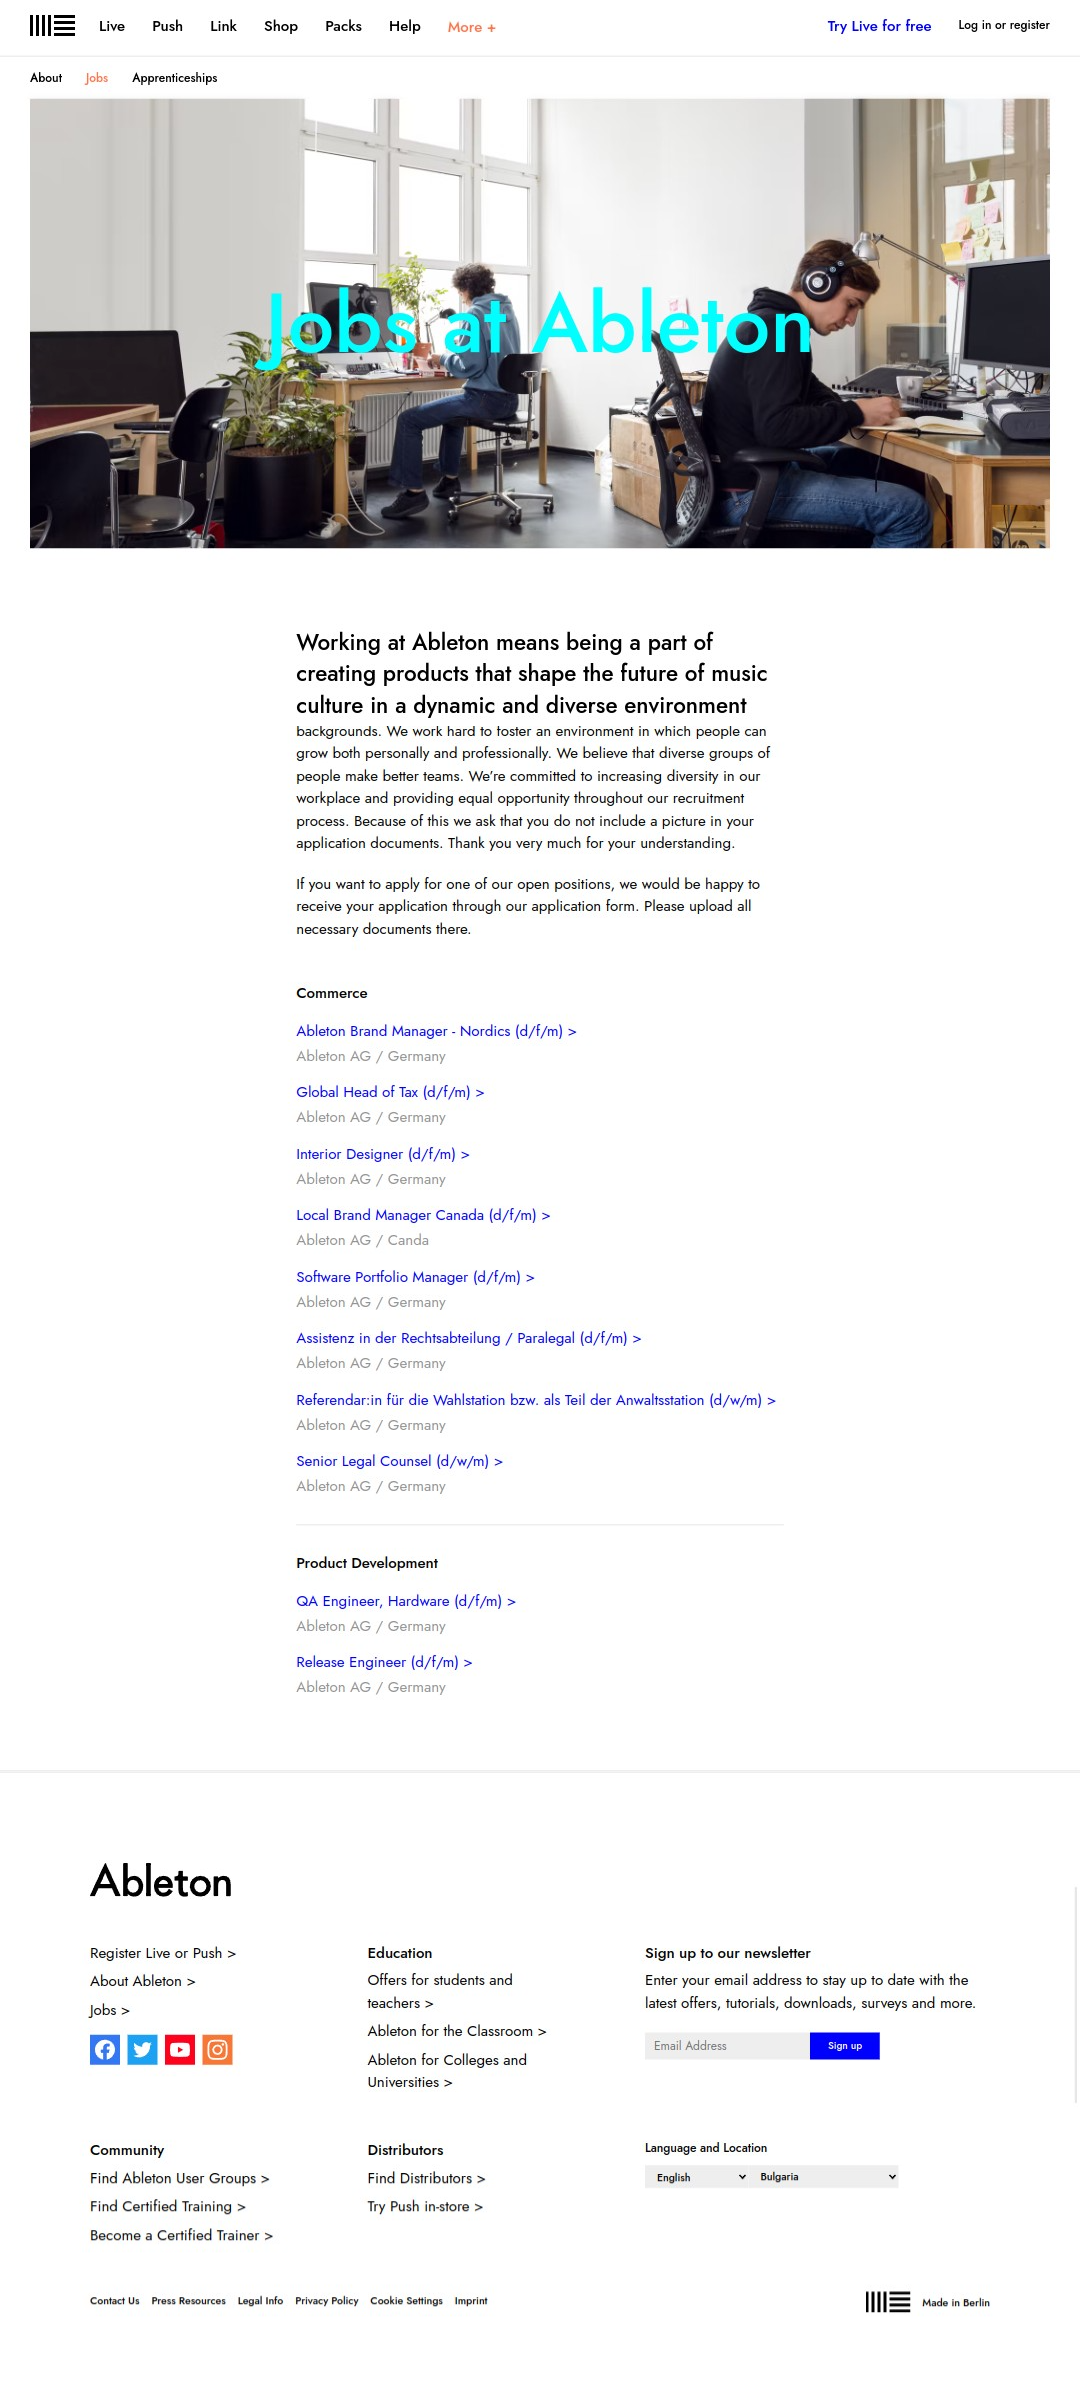 Live Push Link Shop Packs Help More + Try Live for free Log in or register
About Jobs Apprenticeships
Jobs at Ableton
Working at Ableton means being a part of
creating products that shape the future of music
culture in a dynamic and diverse environment
backgrounds. We work hard to foster an environment in which people can
grow both personally and professionally. We believe that diverse groups of
people make better teams. We're committed to increasing diversity in our
workplace and providing equal opportunity throughout our recruitment
process. Because of this we ask that you do not include a picture in your
application documents. Thank you very much for your understanding.
If you want to apply for one of our open positions, we would be happy to
receive your application through our application form. Please upload all
necessary documents there.
Commerce
Ableton Brand Manager - Nordics (d/f/m) >
Ableton AG / Germany
Global Head of Tax (d/f/m) >
Ableton AG / Germany
Interior Designer (d/f/m) >
Ableton AG / Germany
Local Brand Manager Canada (d/f/m) >
Ableton AG / Canda
Software Portfolio Manager (d/f/m) >
Ableton AG / Germany
Assistenz in der Rechtsabteilung / Paralegal (d/f/m) >
Ableton AG / Germany
Referendar:in für die Wahlstation bzw. als Teil der Anwaltsstation (d/w/m) >
Ableton AG / Germany
Senior Legal Counsel (d/w/m) >
Ableton AG / Germany
Product Development
QA Engineer, Hardware (d/f/m) >
Ableton AG / Germany
Release Engineer (d/f/m) >
Ableton AG / Germany
Ableton
Register Live or Push >
About Ableton >
Jobs >
Education
Offers for students and
teachers >
Ableton for the Classroom >
Ableton for Colleges and
Universities >
Sign up to our newsletter
Enter your email address to stay up to date with the
latest offers, tutorials, downloads, surveys and more.
Email Address Sign up
Community
Find Ableton User Groups >
Find Certified Training >
Become a Certified Trainer >
Distributors
Find Distributors >
Try Push in-store >
Language and Location
English Bulgaria
Contact Us Press Resources Legal Info Privacy Policy Cookie Settings Imprint
Made in Berlin